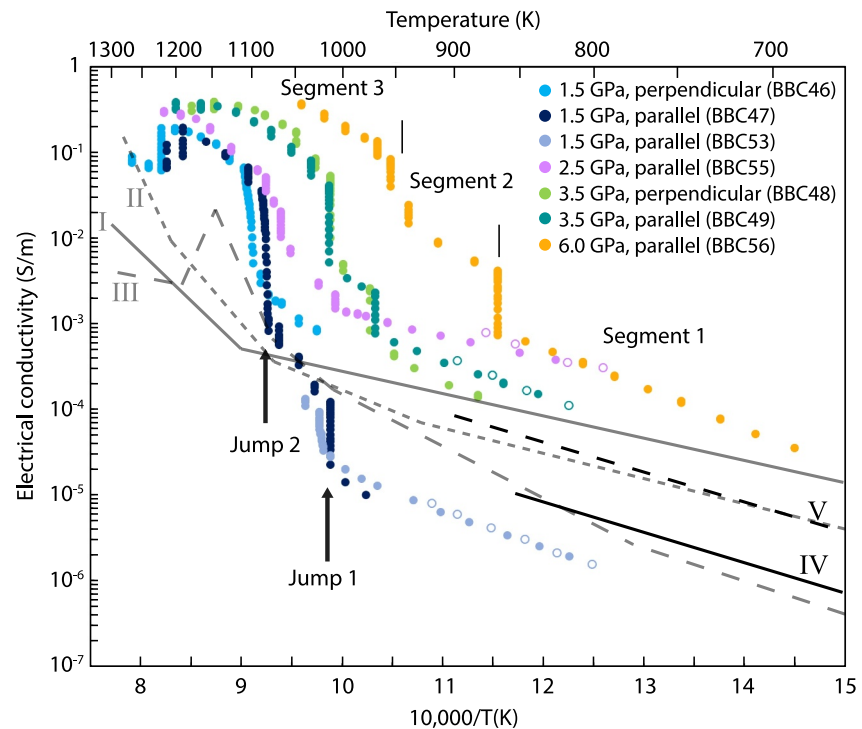 Temperature (K)
1300 1200 1100 1000 900 800 700
1
10-1
10-2
10-3
10-4
10-5
10-6
10-7
Electrical conductivity (S/m)
Segment 3
Segment 2
Segment 1
1.5 GPa, perpendicular (BBC46)
1.5 GPa, parallel (BBC47)
1.5 GPa, parallel (BBC53)
2.5 GPa, parallel (BBC55)
3.5 GPa, perpendicular (BBC48)
3.5 GPa, parallel (BBC49)
6.0 GPa, parallel (BBC56)
I
II
III
Jump 2
Jump 1
V
IV
8 9 10 11 12 13 14 15
10,000/T(K)